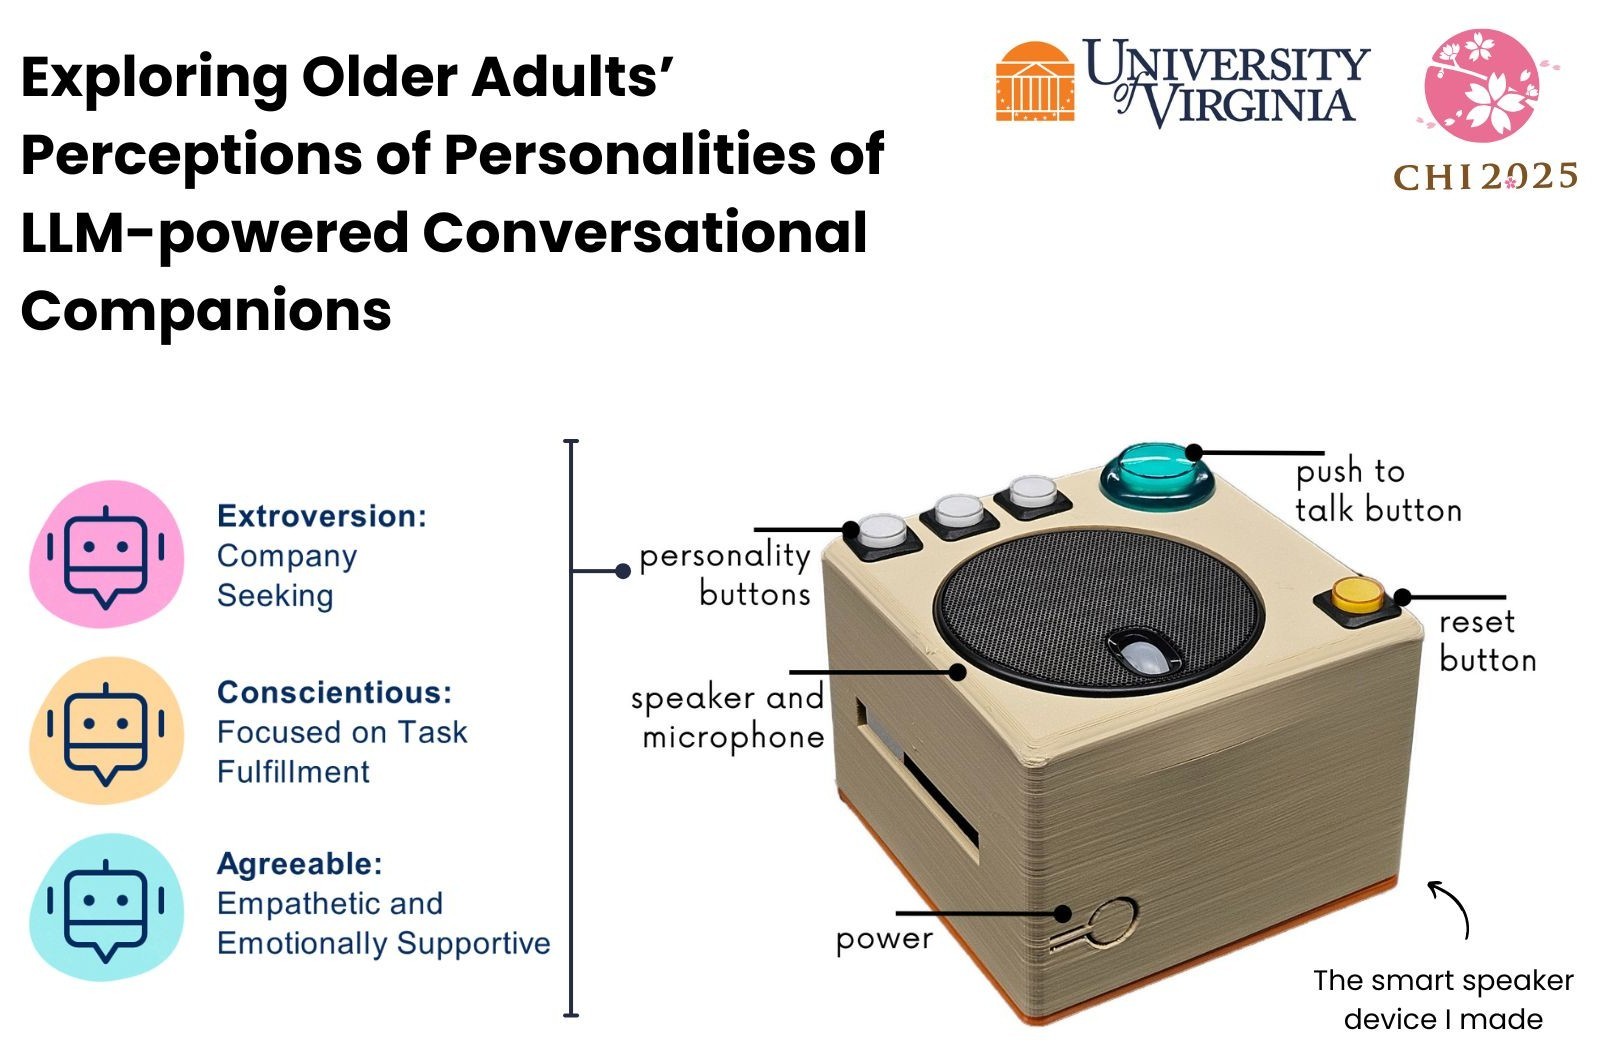 Exploring Older Adults’
Perceptions of Personalities of
LLM-powered Conversational
Companions
UNIVERSITY
of VIRGINIA
CHI 2025
Extroversion:
Company
Seeking
Conscientious:
Focused on Task
Fulfillment
Agreeable:
Empathetic and
Emotionally Supportive
personality
buttons
speaker and
microphone
power
push to
talk button
reset
button
The smart speaker
device I made